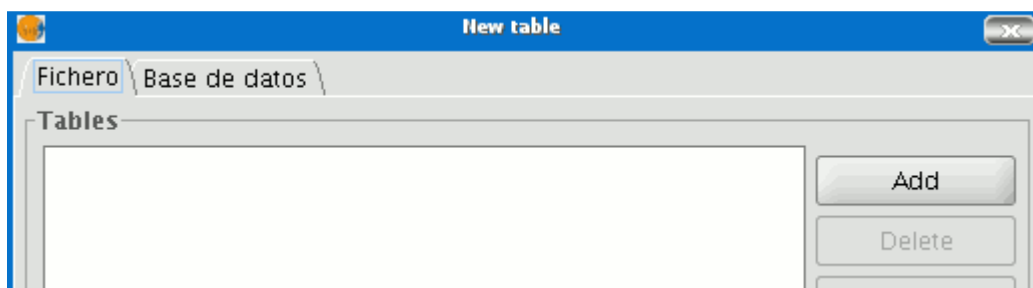 New table
Fichero Base de datos
Tables
Add
Delete